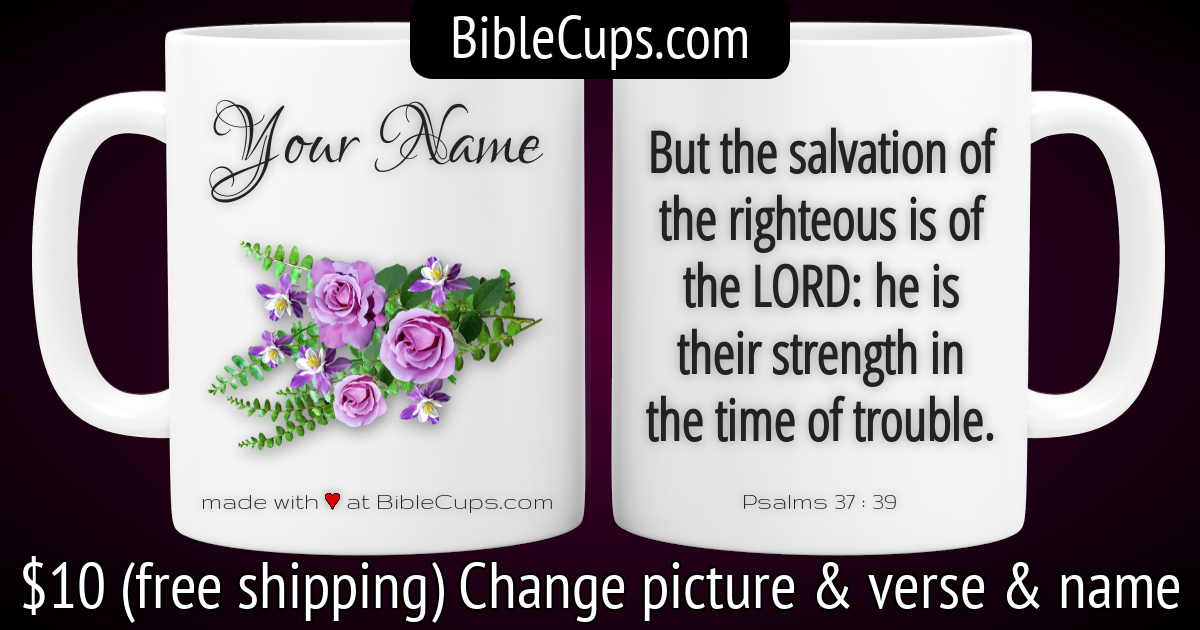 BibleCups.com
Your Name
made with ♥ at BibleCups.com
But the salvation of
the righteous is of
the LORD: he is
their strength in
the time of trouble.
Psalms 37 : 39
$10 (free shipping) Change picture & verse & name